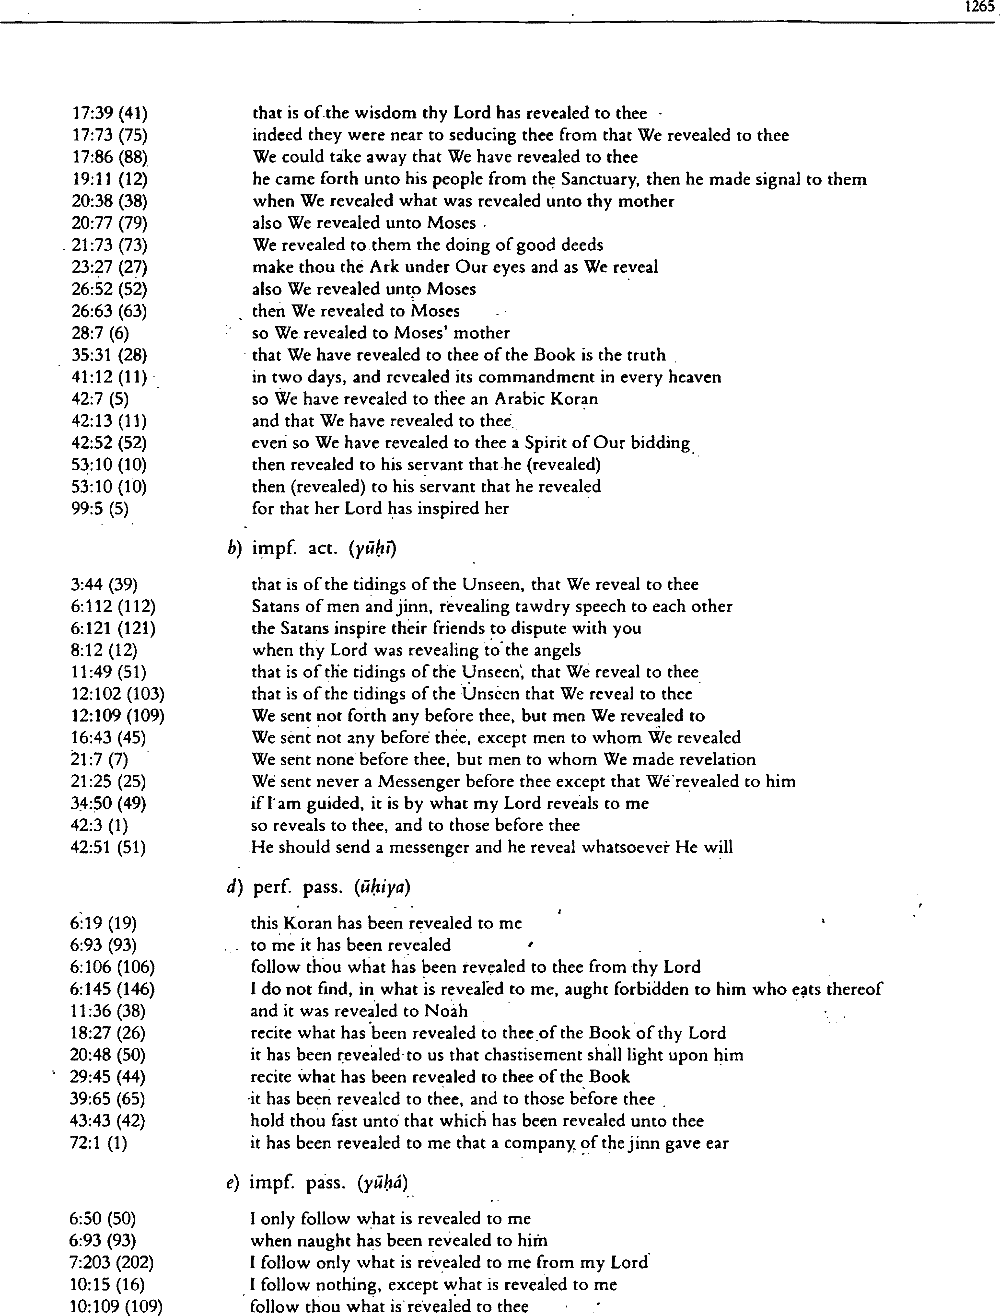 1265
17:39 (41) that is of the wisdom thy Lord has revealed to thee
17:73 (75) indeed they were near to seducing thee from that We revealed to thee
17:86 (88) We could take away that We have revealed to thee
19:11 (12) he came forth unto his people from the Sanctuary, then he made signal to them
20:38 (38) when We revealed what was revealed unto thy mother
20:77 (79) also We revealed unto Moses
21:73 (73) We revealed to them the doing of good deeds
23:27 (27) make thou the Ark under Our eyes and as We reveal
26:52 (52) also We revealed unto Moses
26:63 (63) then We revealed to Moses
28:7 (6) so We revealed to Moses' mother
35:31 (28) that We have revealed to thee of the Book is the truth
41:12 (11) in two days, and revealed its commandment in every heaven
42:7 (5) so We have revealed to thee an Arabic Koran
42:13 (11) and that We have revealed to thee
42:52 (52) even so We have revealed to thee a Spirit of Our bidding
53:10 (10) then revealed to his servant that he (revealed)
53:10 (10) then (revealed) to his servant that he revealed
99:5 (5) for that her Lord has inspired her
b) impf. act. (yūḥī)
3:44 (39) that is of the tidings of the Unseen, that We reveal to thee
6:112 (112) Satans of men and jinn, revealing tawdry speech to each other
6:121 (121) the Satans inspire their friends to dispute with you
8:12 (12) when thy Lord was revealing to the angels
11:49 (51) that is of the tidings of the Unseen, that We reveal to thee
12:102 (103) that is of the tidings of the Unseen that We reveal to thee
12:109 (109) We sent not forth any before thee, but men We revealed to
16:43 (45) We sent not any before thee, except men to whom We revealed
21:7 (7) We sent none before thee, but men to whom We made revelation
21:25 (25) We sent never a Messenger before thee except that We revealed to him
34:50 (49) if I am guided, it is by what my Lord reveals to me
42:3 (1) so reveals to thee, and to those before thee
42:51 (51) He should send a messenger and he reveal whatsoever He will
d) perf. pass. (ūḥiya)
6:19 (19) this Koran has been revealed to me
6:93 (93) to me it has been revealed
6:106 (106) follow thou what has been revealed to thee from thy Lord
6:145 (146) I do not find, in what is revealed to me, aught forbidden to him who eats thereof
11:36 (38) and it was revealed to Noah
18:27 (26) recite what has been revealed to thee of the Book of thy Lord
20:48 (50) it has been revealed to us that chastisement shall light upon him
29:45 (44) recite what has been revealed to thee of the Book
39:65 (65) it has been revealed to thee, and to those before thee
43:43 (42) hold thou fast unto that which has been revealed unto thee
72:1 (1) it has been revealed to me that a company of the jinn gave ear
e) impf. pass. (yūḥá)
6:50 (50) I only follow what is revealed to me
6:93 (93) when naught has been revealed to him
7:203 (202) I follow only what is revealed to me from my Lord
10:15 (16) I follow nothing, except what is revealed to me
10:109 (109) follow thou what is revealed to thee